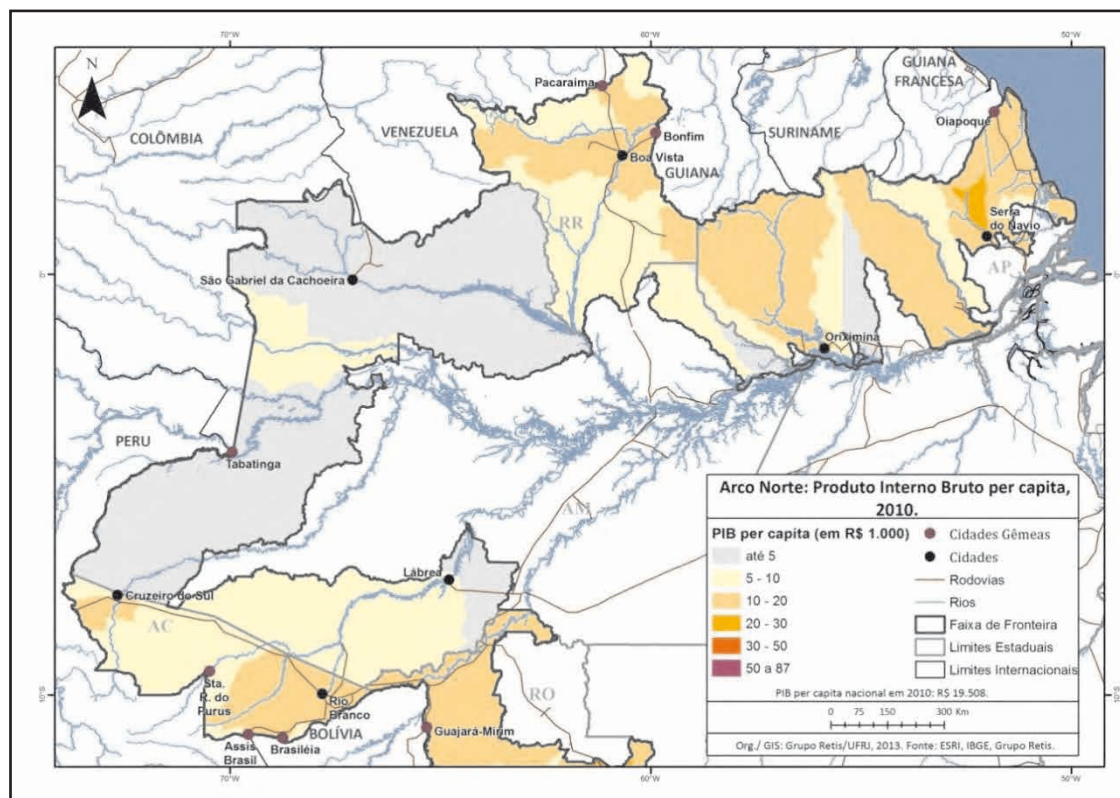 70°W
60°W
50°W
N
COLÔMBIA
VENEZUELA
Pacaraima
Bonfim
Boa Vista
GUIANA
SURINAME
GUIANA
FRANCESA
Oiapoque
RR
Serra
do Navio
AP
São Gabriel da Cachoeira
0°
0°
Oriximina
PERU
Tabatinga
AM
Lábrea
Cruzeiro do Sul
AC
Sta.
R. do
Purus
Rio
Branco
Assis
Brasil
Brasiléia
BOLÍVIA
Guajará-Mirim
RO
10°S
10°S
Arco Norte: Produto Interno Bruto per capita,
2010.
PIB per capita (em R$ 1.000)
até 5
5 - 10
10 - 20
20 - 30
30 - 50
50 a 87
Cidades Gêmeas
Cidades
Rodovias
Rios
Faixa de Fronteira
Limites Estaduais
Limites Internacionais
PIB per capita nacional em 2010: R$ 19.508.
0 75 150 300 Km
Org./ GIS: Grupo Retis/UFRJ, 2013. Fonte: ESRI, IBGE, Grupo Retis.
70°W
60°W
50°W